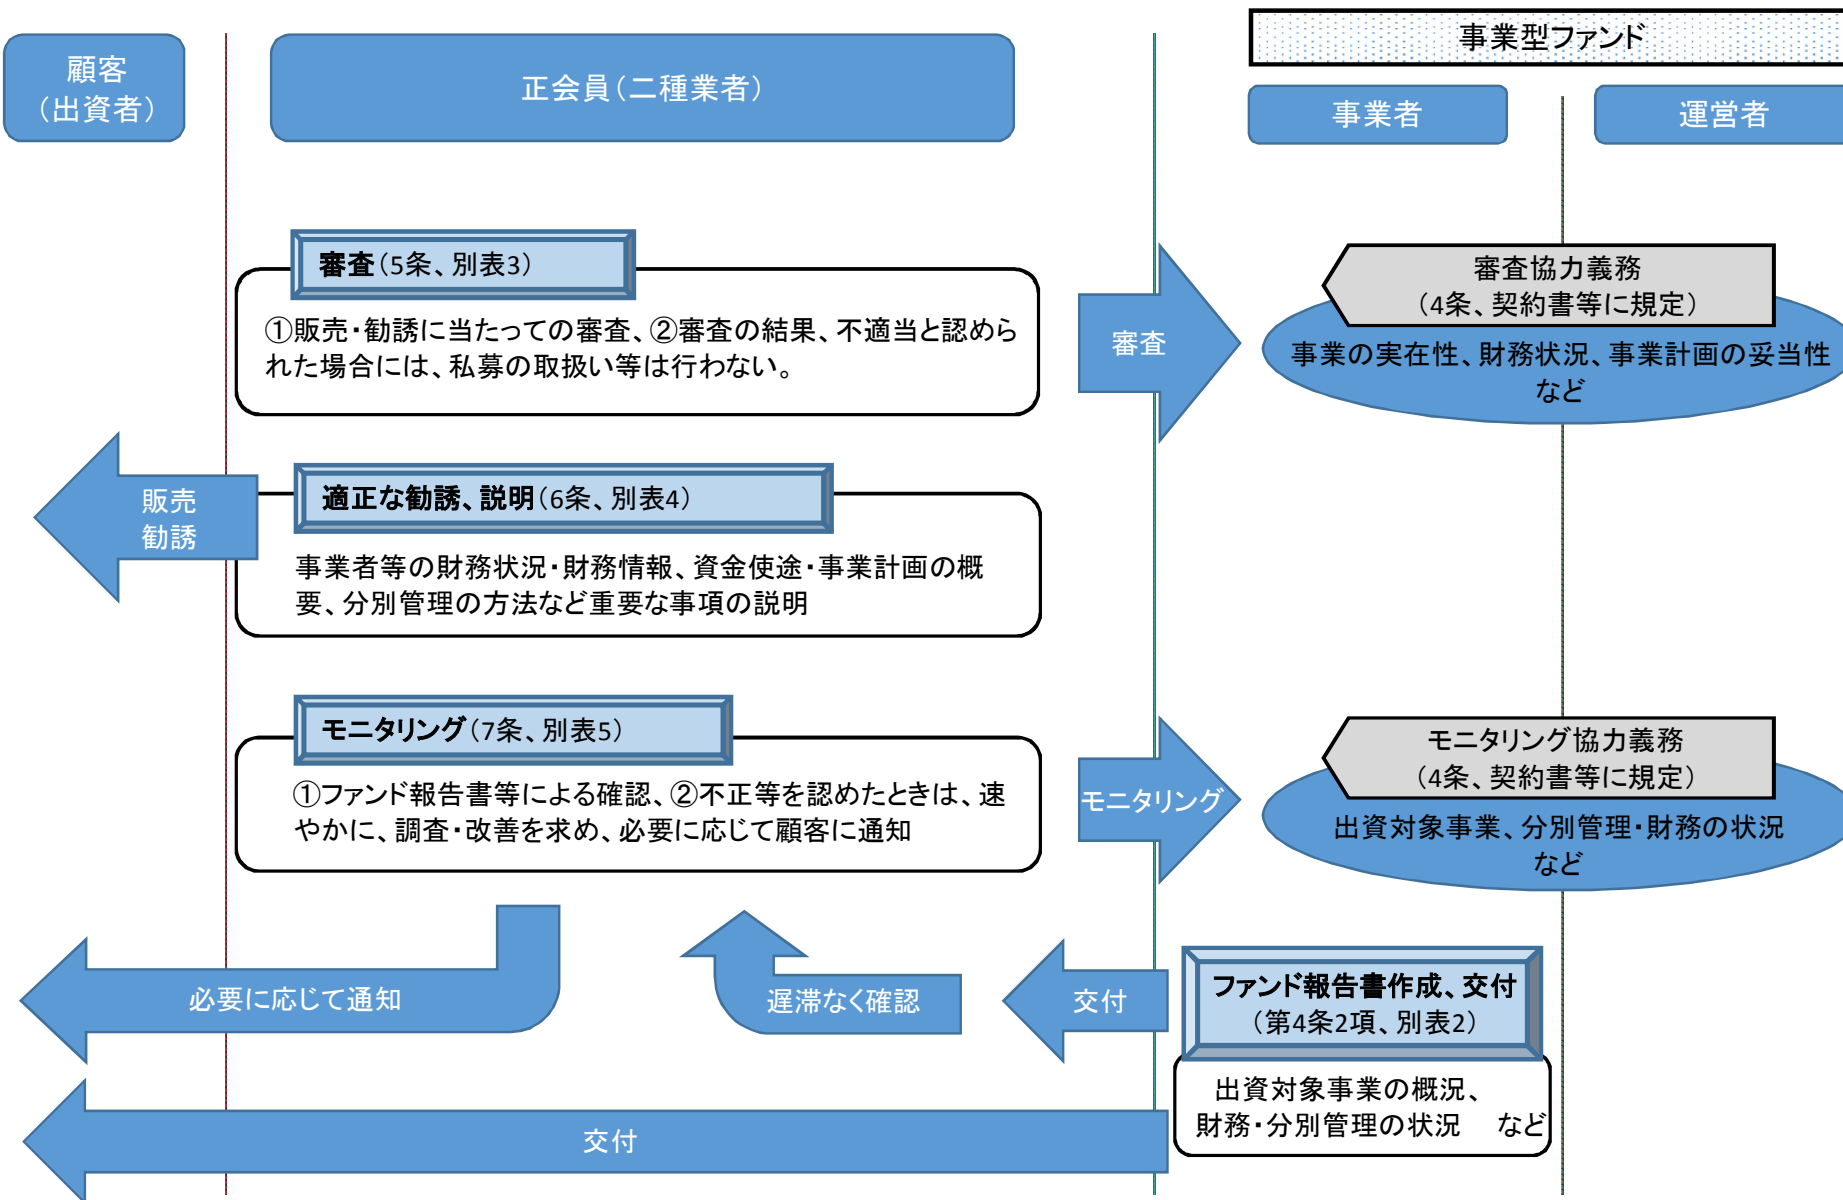 事業型ファンド
顧客
（出資者）
正会員（二種業者）
事業者
運営者
審査（5条、別表3）
①販売・勧誘に当たっての審査、②審査の結果、不適当と認めら
れた場合には、私募の取扱い等は行わない。
審査
審査協力義務
（4条、契約書等に規定）
事業の実在性、財務状況、事業計画の妥当性
など
販売
勧誘
適正な勧誘、説明（6条、別表4）
事業者等の財務状況・財務情報、資金使途・事業計画の概
要、分別管理の方法など重要な事項の説明
モニタリング（7条、別表5）
①ファンド報告書等による確認、②不正等を認めたときは、速
やかに、調査・改善を求め、必要に応じて顧客に通知
モニタリング
モニタリング協力義務
（4条、契約書等に規定）
出資対象事業、分別管理・財務の状況
など
必要に応じて通知
遅滞なく確認
交付
ファンド報告書作成、交付
（第4条2項、別表2）
出資対象事業の概況、
財務・分別管理の状況　など
交付